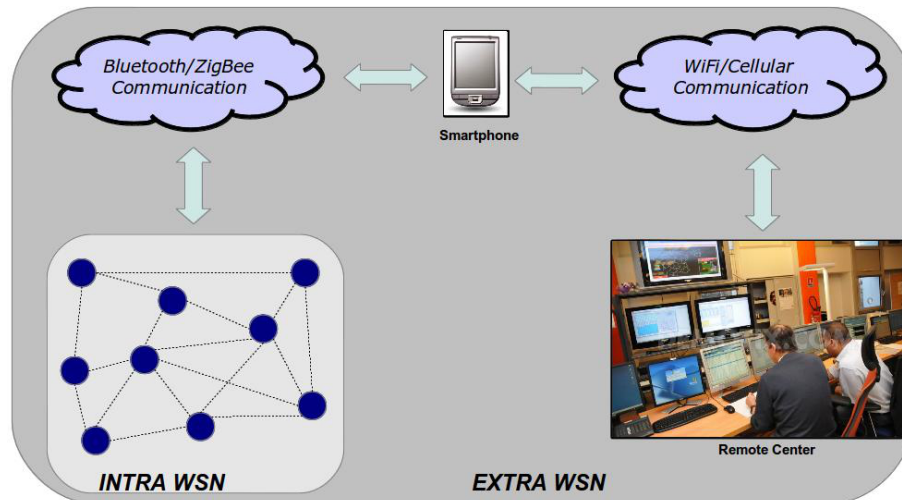 Bluetooth/ZigBee
Communication
WiFi/Cellular
Communication
Smartphone
Remote Center
INTRA WSN
EXTRA WSN